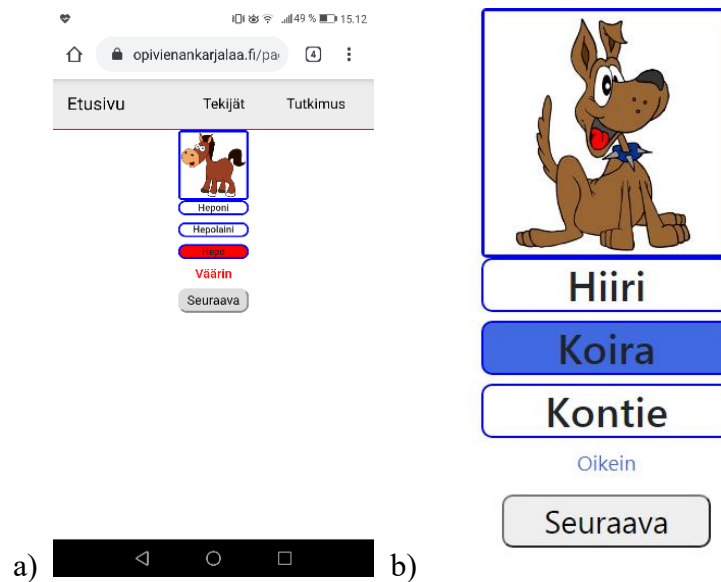 49 % 15.12
opivienankarjalaa.fi/pa
4
Etusivu Tekijät Tutkimus
Heponi
Hepolaini
Hepo
Väärin
Seuraava
a)
Hiiri
Koira
Kontie
Oikein
Seuraava
b)